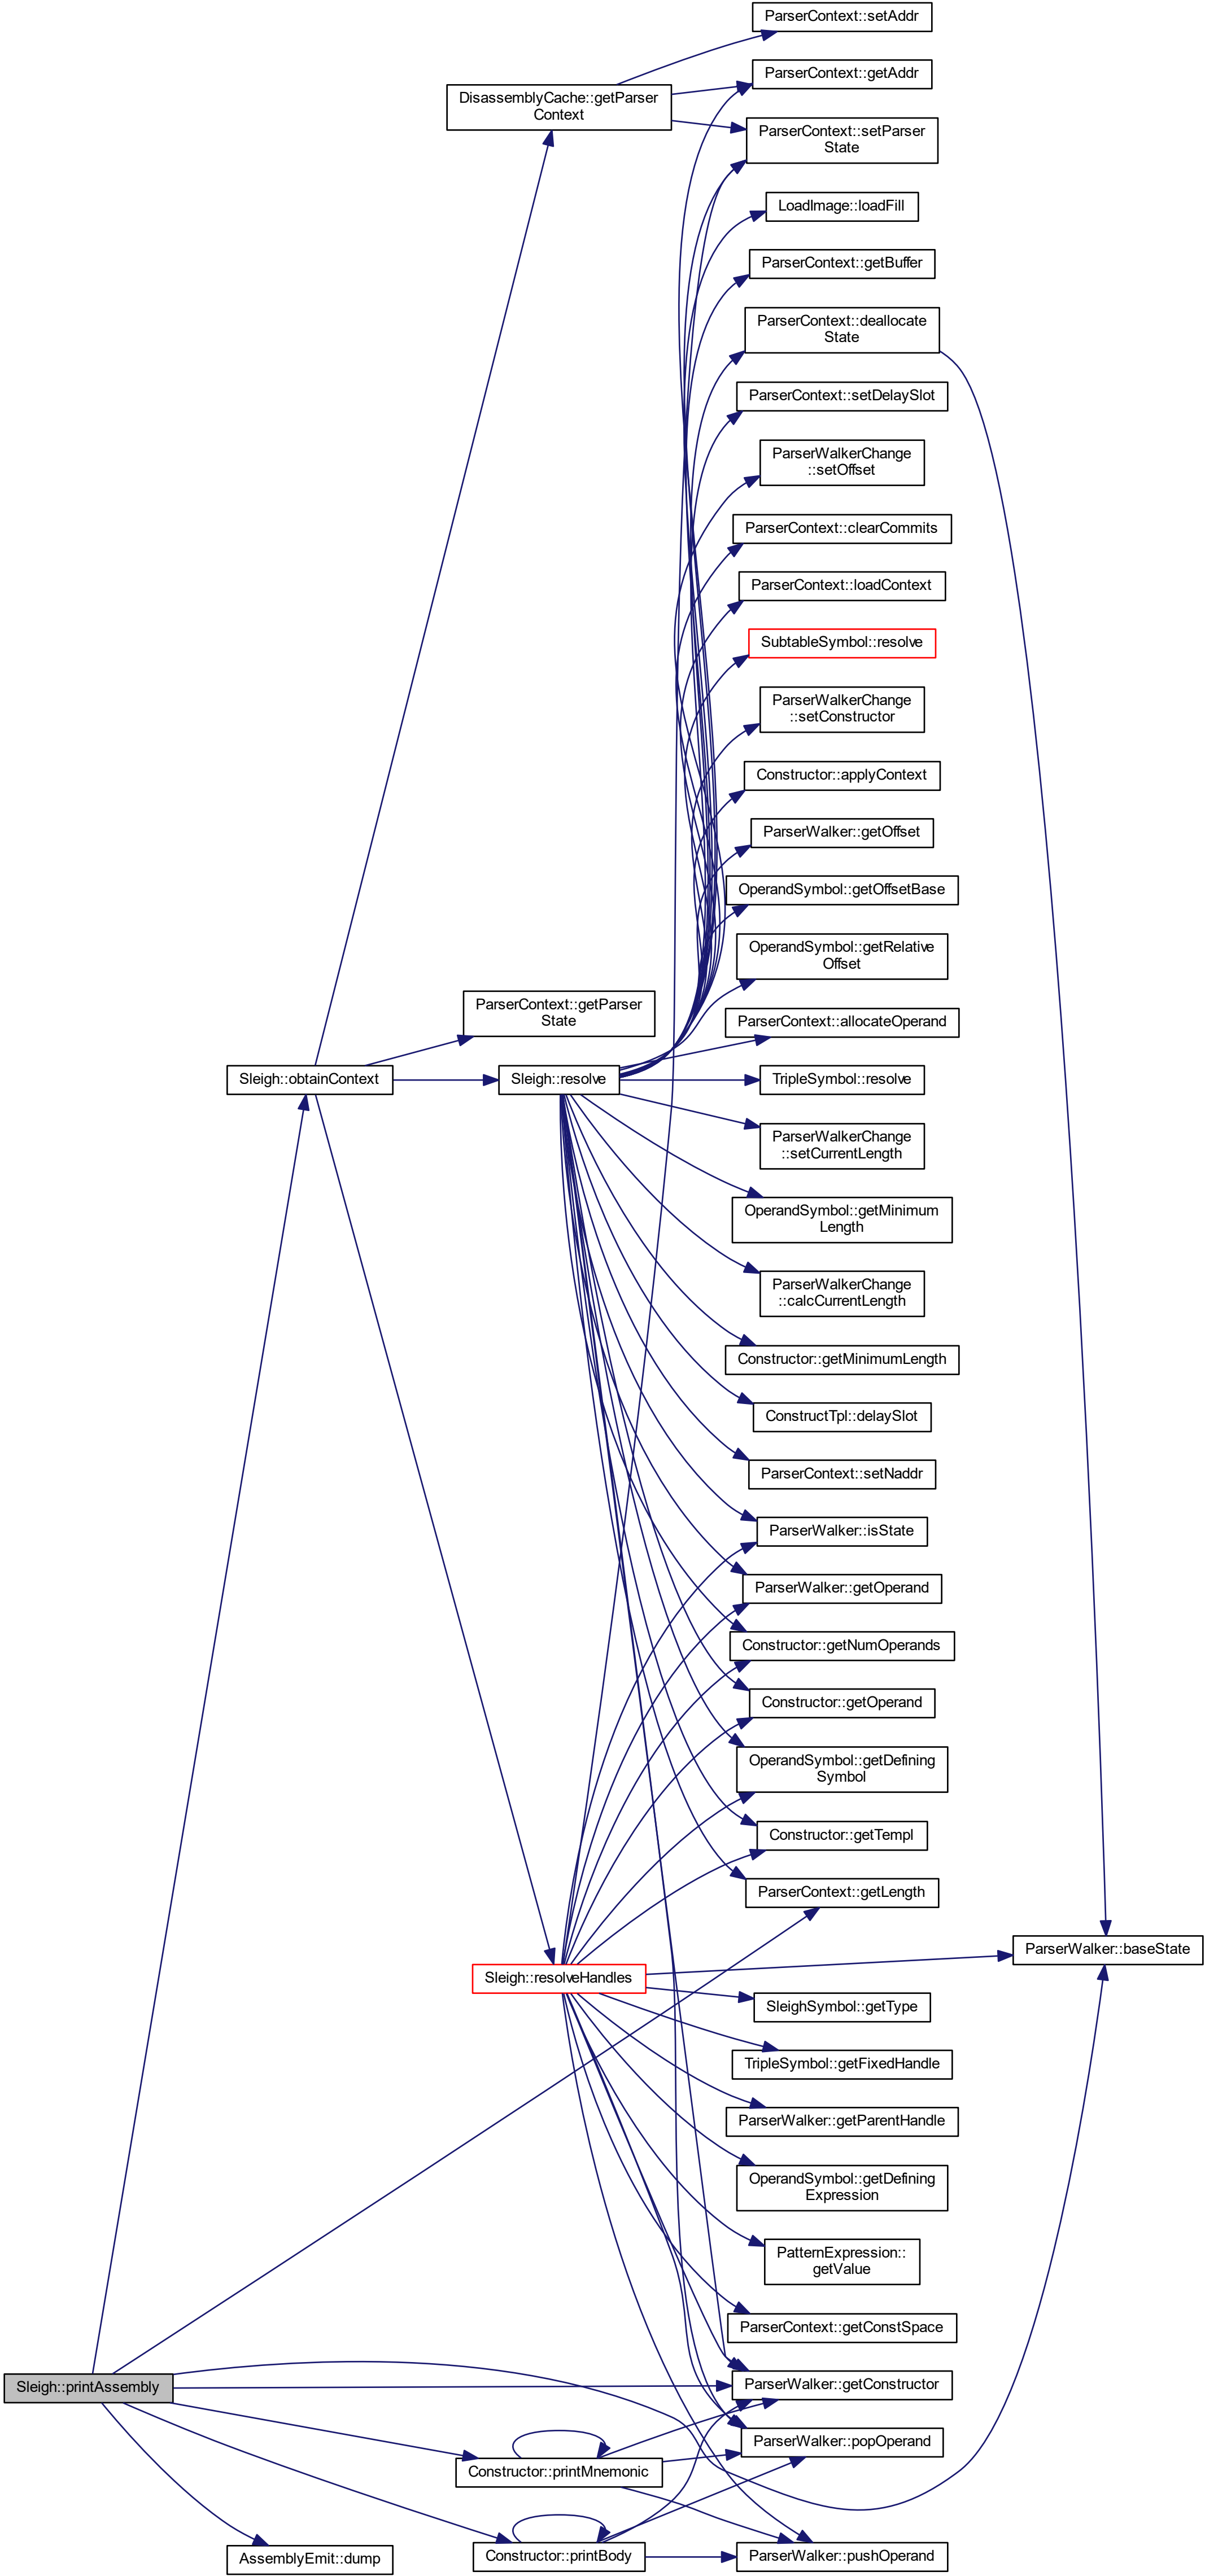 ParserContext::setAddr
ParserContext::getAddr
DisassemblyCache::getParser
Context
ParserContext::setParser
State
LoadImage::loadFill
ParserContext::getBuffer
ParserContext::deallocate
State
ParserContext::setDelaySlot
ParserWalkerChange
::setOffset
ParserContext::clearCommits
ParserContext::loadContext
SubtableSymbol::resolve
ParserWalkerChange
::setConstructor
Constructor::applyContext
ParserWalker::getOffset
OperandSymbol::getOffsetBase
OperandSymbol::getRelative
Offset
ParserContext::getParser
State
ParserContext::allocateOperand
Sleigh::obtainContext
Sleigh::resolve
TripleSymbol::resolve
ParserWalkerChange
::setCurrentLength
OperandSymbol::getMinimum
Length
ParserWalkerChange
::calcCurrentLength
Constructor::getMinimumLength
ConstructTpl::delaySlot
ParserContext::setNaddr
ParserWalker::isState
ParserWalker::getOperand
Constructor::getNumOperands
Constructor::getOperand
OperandSymbol::getDefining
Symbol
Constructor::getTempl
ParserContext::getLength
ParserWalker::baseState
Sleigh::resolveHandles
SleighSymbol::getType
TripleSymbol::getFixedHandle
ParserWalker::getParentHandle
OperandSymbol::getDefining
Expression
PatternExpression::
getValue
ParserContext::getConstSpace
Sleigh::printAssembly
ParserWalker::getConstructor
ParserWalker::popOperand
Constructor::printMnemonic
Constructor::printBody
ParserWalker::pushOperand
AssemblyEmit::dump